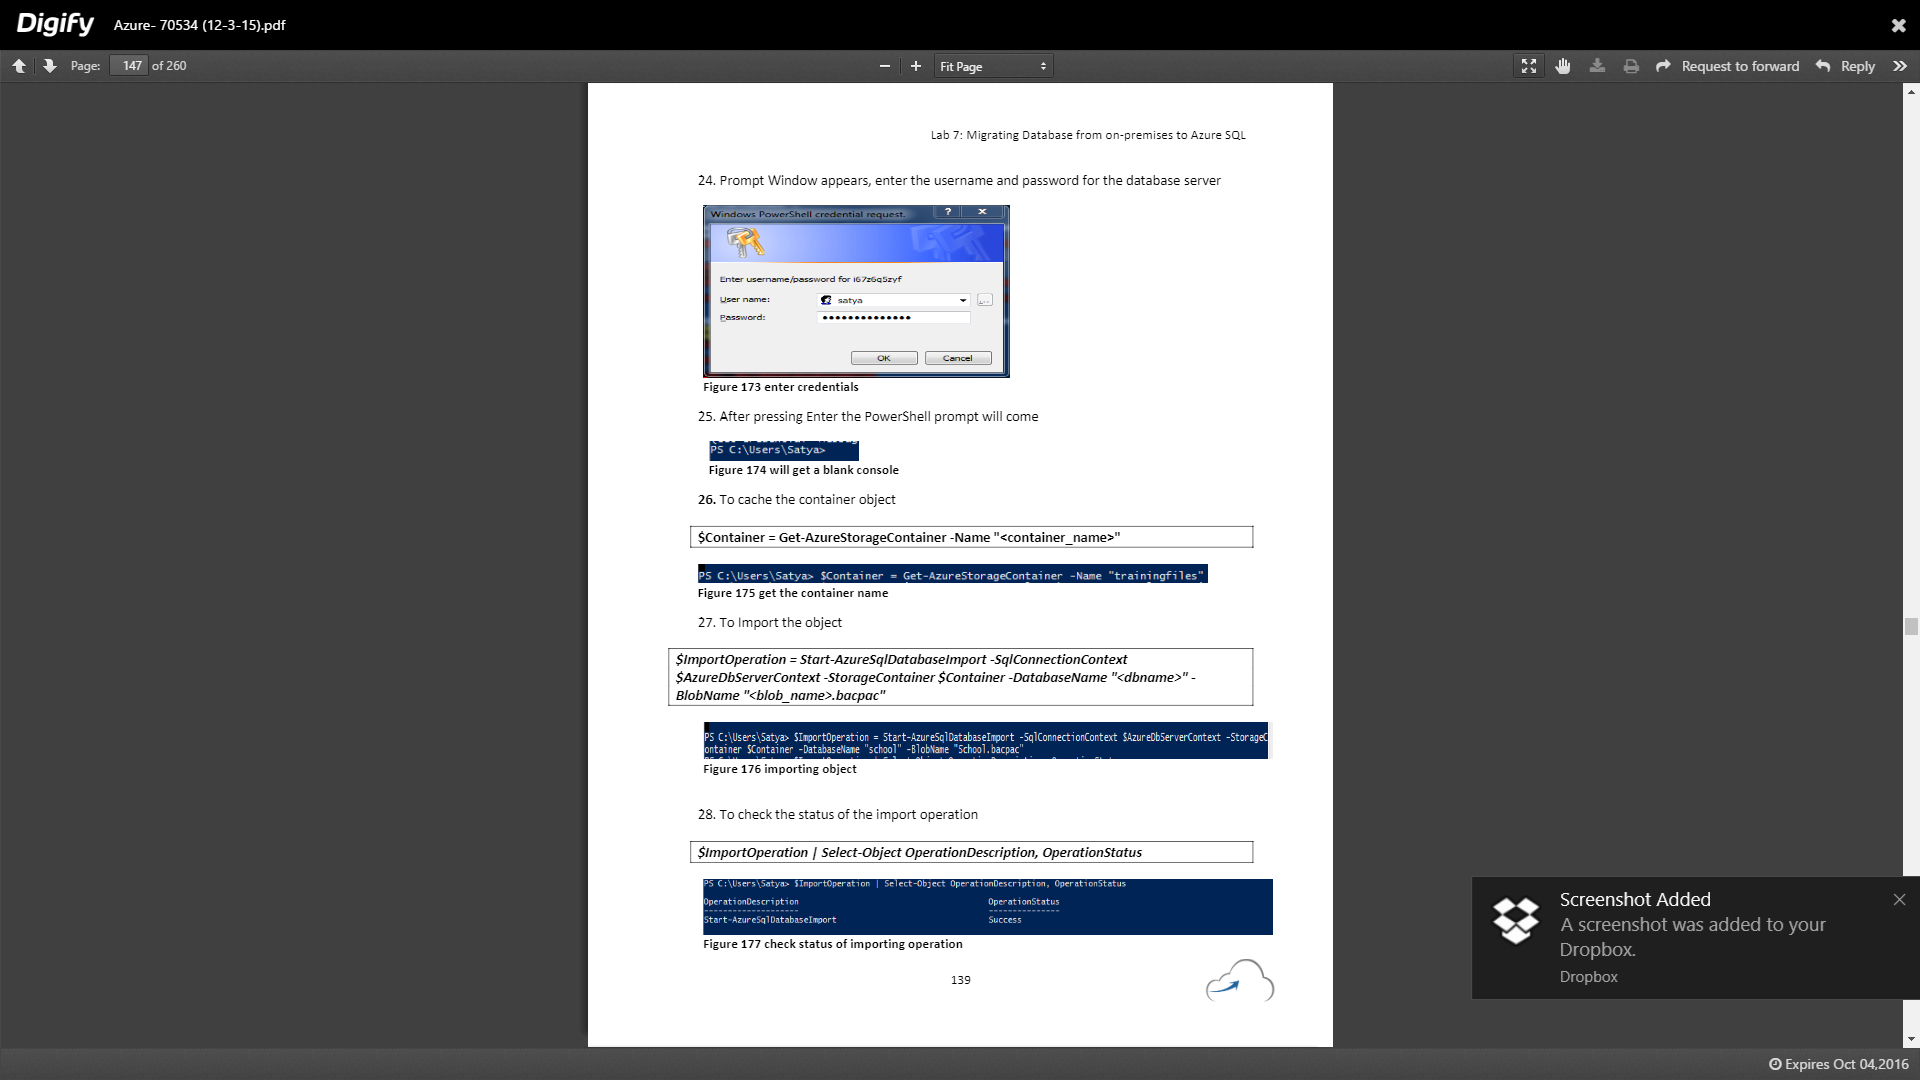 Digify Azure- 70534 (12-3-15).pdf
Page: 147 of 260
Fit Page
Request to forward
Reply
Lab 7: Migrating Database from on-premises to Azure SQL
24. Prompt Window appears, enter the username and password for the database server
Windows PowerShell credential request.
Enter username/password for i67z6q5zyf
User name: satya
Password: ••••••••••••••
OK Cancel
Figure 173 enter credentials
25. After pressing Enter the PowerShell prompt will come
PS C:\Users\Satya>
Figure 174 will get a blank console
26. To cache the container object
$Container = Get-AzureStorageContainer -Name "<container_name>"
PS C:\Users\Satya> $Container = Get-AzureStorageContainer -Name "trainingfiles"
Figure 175 get the container name
27. To Import the object
$ImportOperation = Start-AzureSqlDatabaseImport -SqlConnectionContext
$AzureDbServerContext -StorageContainer $Container -DatabaseName "<dbname>" -
BlobName "<blob_name>.bacpac"
PS C:\Users\Satya> $ImportOperation = Start-AzureSqlDatabaseImport -SqlConnectionContext $AzureDbServerContext -StorageC
ontainer $Container -DatabaseName "school" -BlobName "School.bacpac"
Figure 176 importing object
28. To check the status of the import operation
$ImportOperation | Select-Object OperationDescription, OperationStatus
PS C:\Users\Satya> $ImportOperation | Select-Object OperationDescription, OperationStatus
OperationDescription OperationStatus
-------------------- ---------------
Start-AzureSqlDatabaseImport Success
Figure 177 check status of importing operation
139
Screenshot Added
A screenshot was added to your
Dropbox.
Dropbox
Expires Oct 04,2016